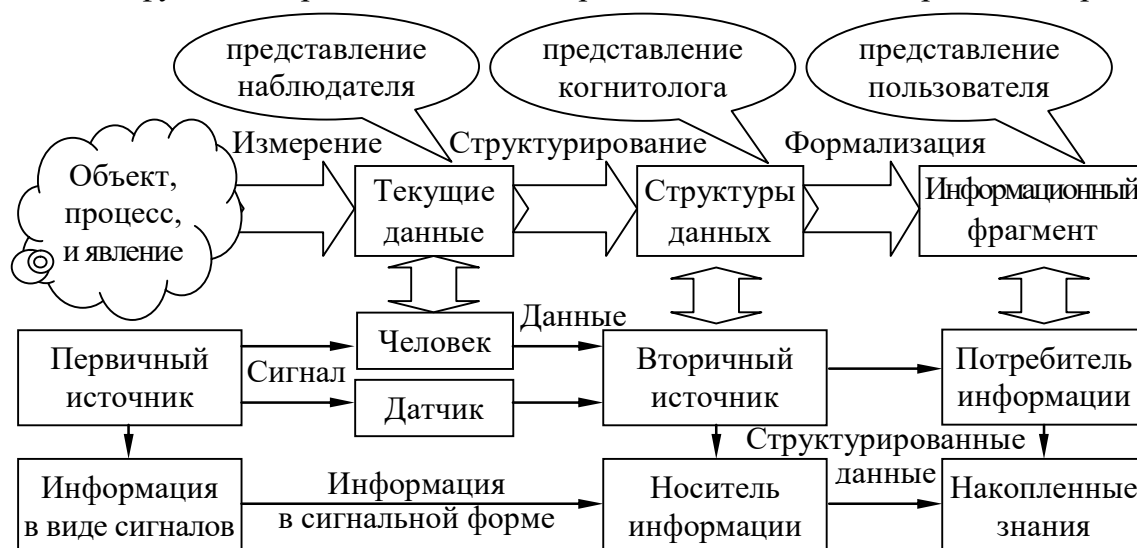 представление
наблюдателя
представление
когнитолога
представление
пользователя
Измерение
Структурирование
Формализация
Объект,
процесс,
и явление
Текущие
данные
Структуры
данных
Информационный
фрагмент
Первичный
источник
Сигнал
Человек
Датчик
Данные
Вторичный
источник
Потребитель
информации
Информация
в виде сигналов
Информация
в сигнальной форме
Носитель
информации
Структурированные
данные
Накопленные
знания